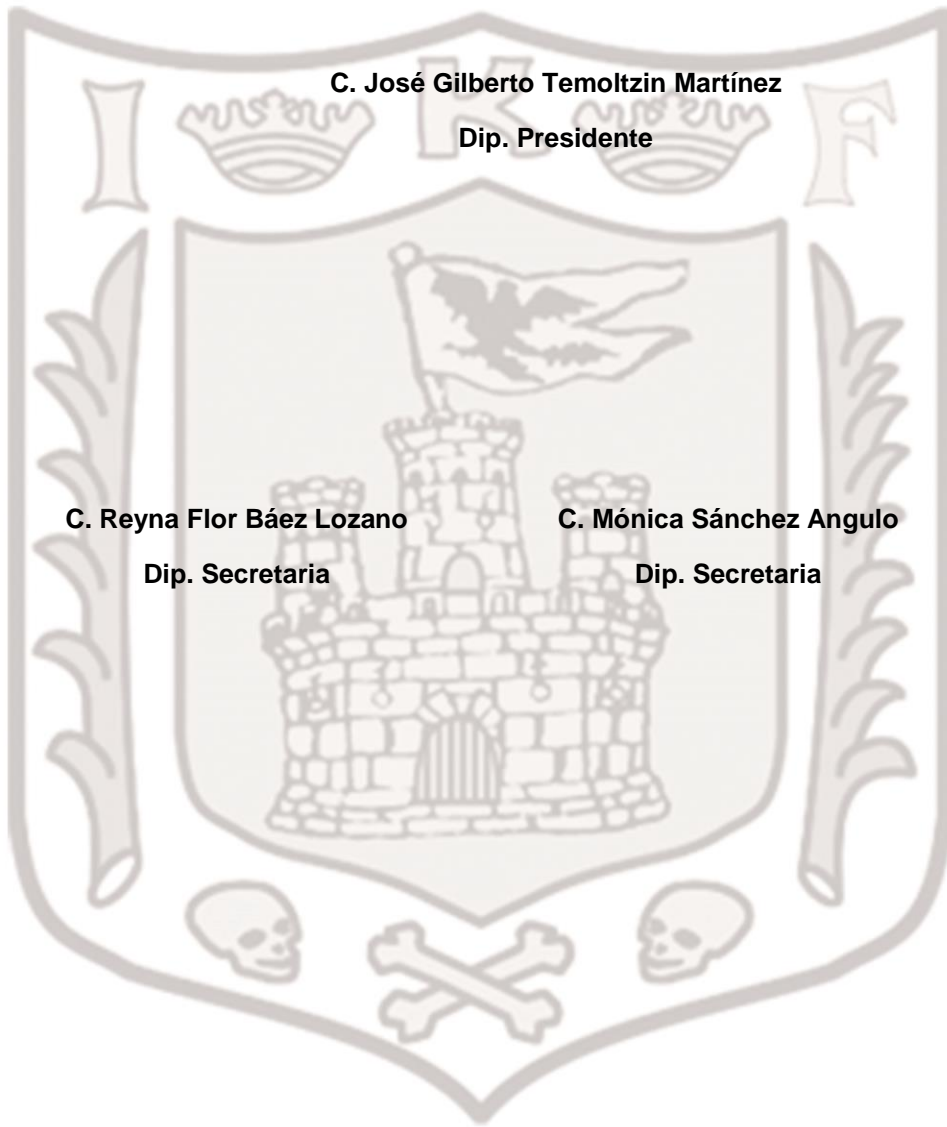 I K F
C. José Gilberto Temoltzin Martínez
Dip. Presidente
C. Reyna Flor Báez Lozano
C. Mónica Sánchez Angulo
Dip. Secretaria
Dip. Secretaria